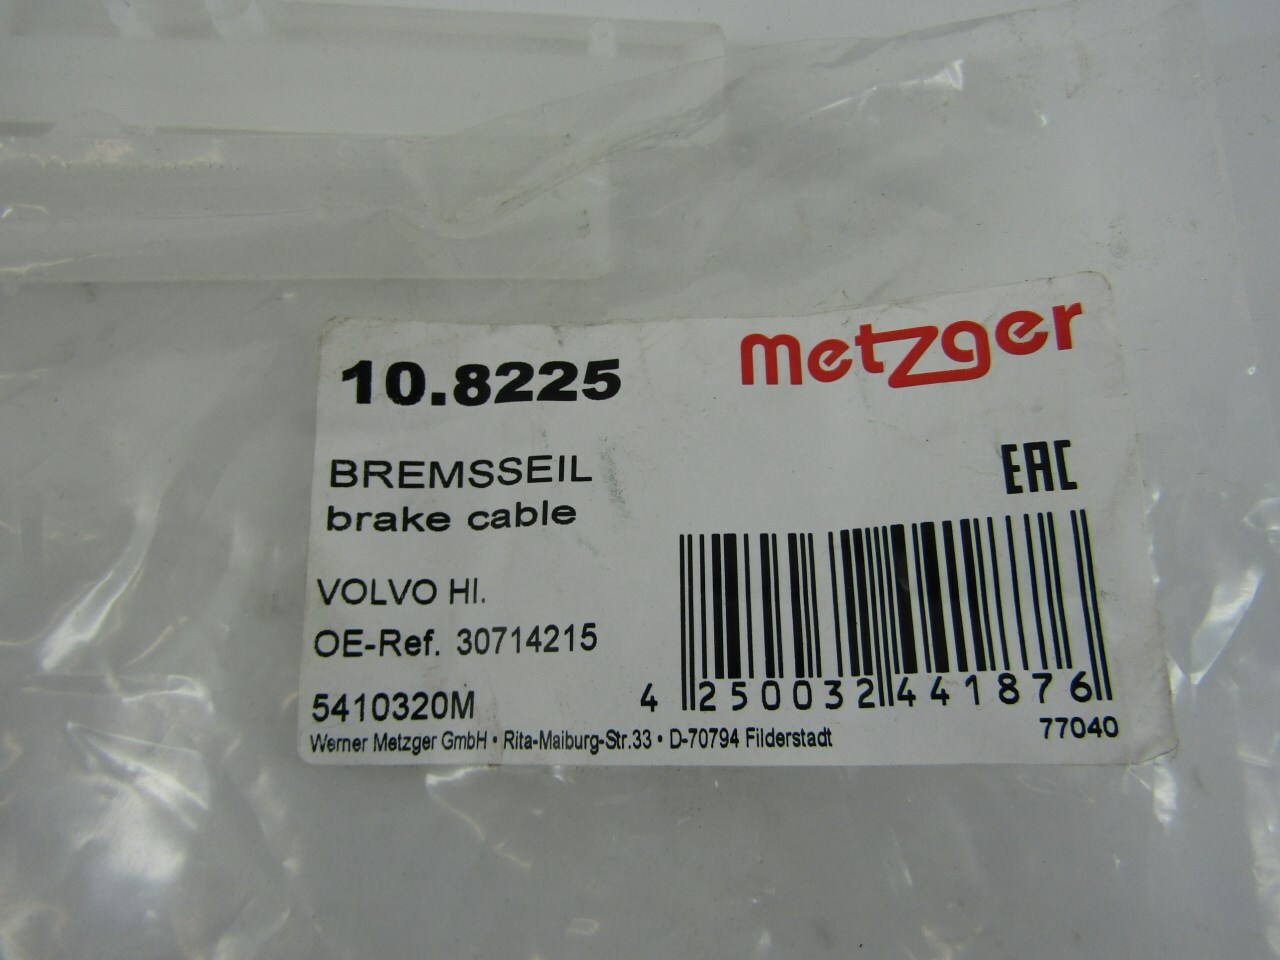 10.8225
metzger
BREMSSEIL
brake cable
EAC
VOLVO HI.
OE-Ref. 30714215
5410320M
4 250032 441876
Werner Metzger GmbH • Rita-Maiburg-Str.33 • D-70794 Filderstadt
77040